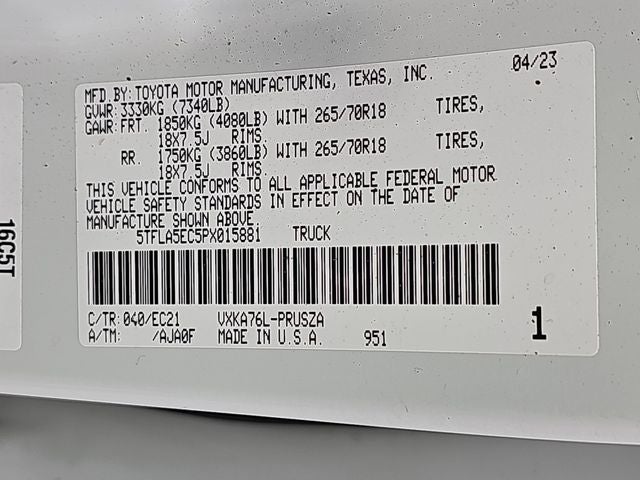 MFD.BY: TOYOTA MOTOR MANUFACTURING, TEXAS, INC. 04/23
GVWR: 3330KG (7340LB)
GAWR: FRT. 1850KG (4080LB) WITH 265/70R18 TIRES,
18X7.5J RIMS.
RR. 1750KG (3860LB) WITH 265/70R18 TIRES,
18X7.5J RIMS
THIS VEHICLE CONFORMS TO ALL APPLICABLE FEDERAL MOTOR
VEHICLE SAFETY STANDARDS IN EFFECT ON THE DATE OF
MANUFACTURE SHOWN ABOVE.
5TFLA5EC5PX015881 TRUCK
C/TR: 040/EC21 VXKA76L-PRUSZA 1
A/TM: /AJA0F MADE IN U.S.A. 951
16C5T